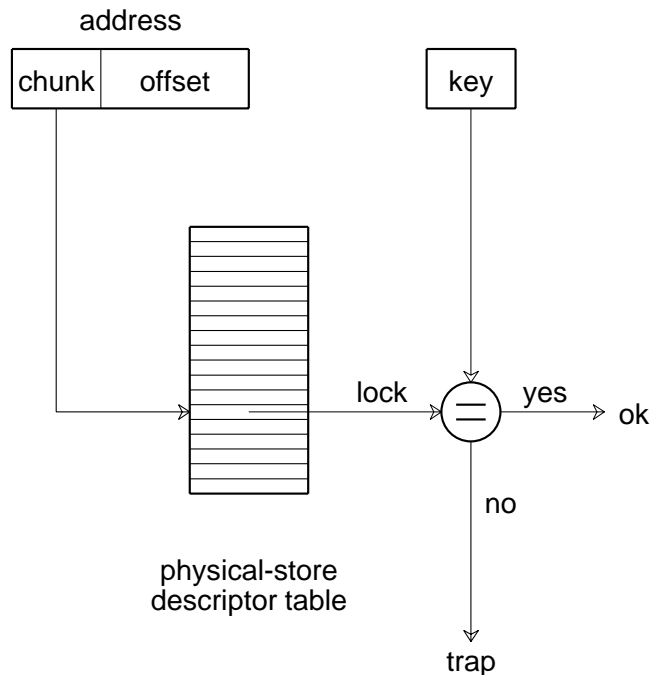 address
chunk offset
key
lock
=
yes
ok
no
physical-store
descriptor table
trap